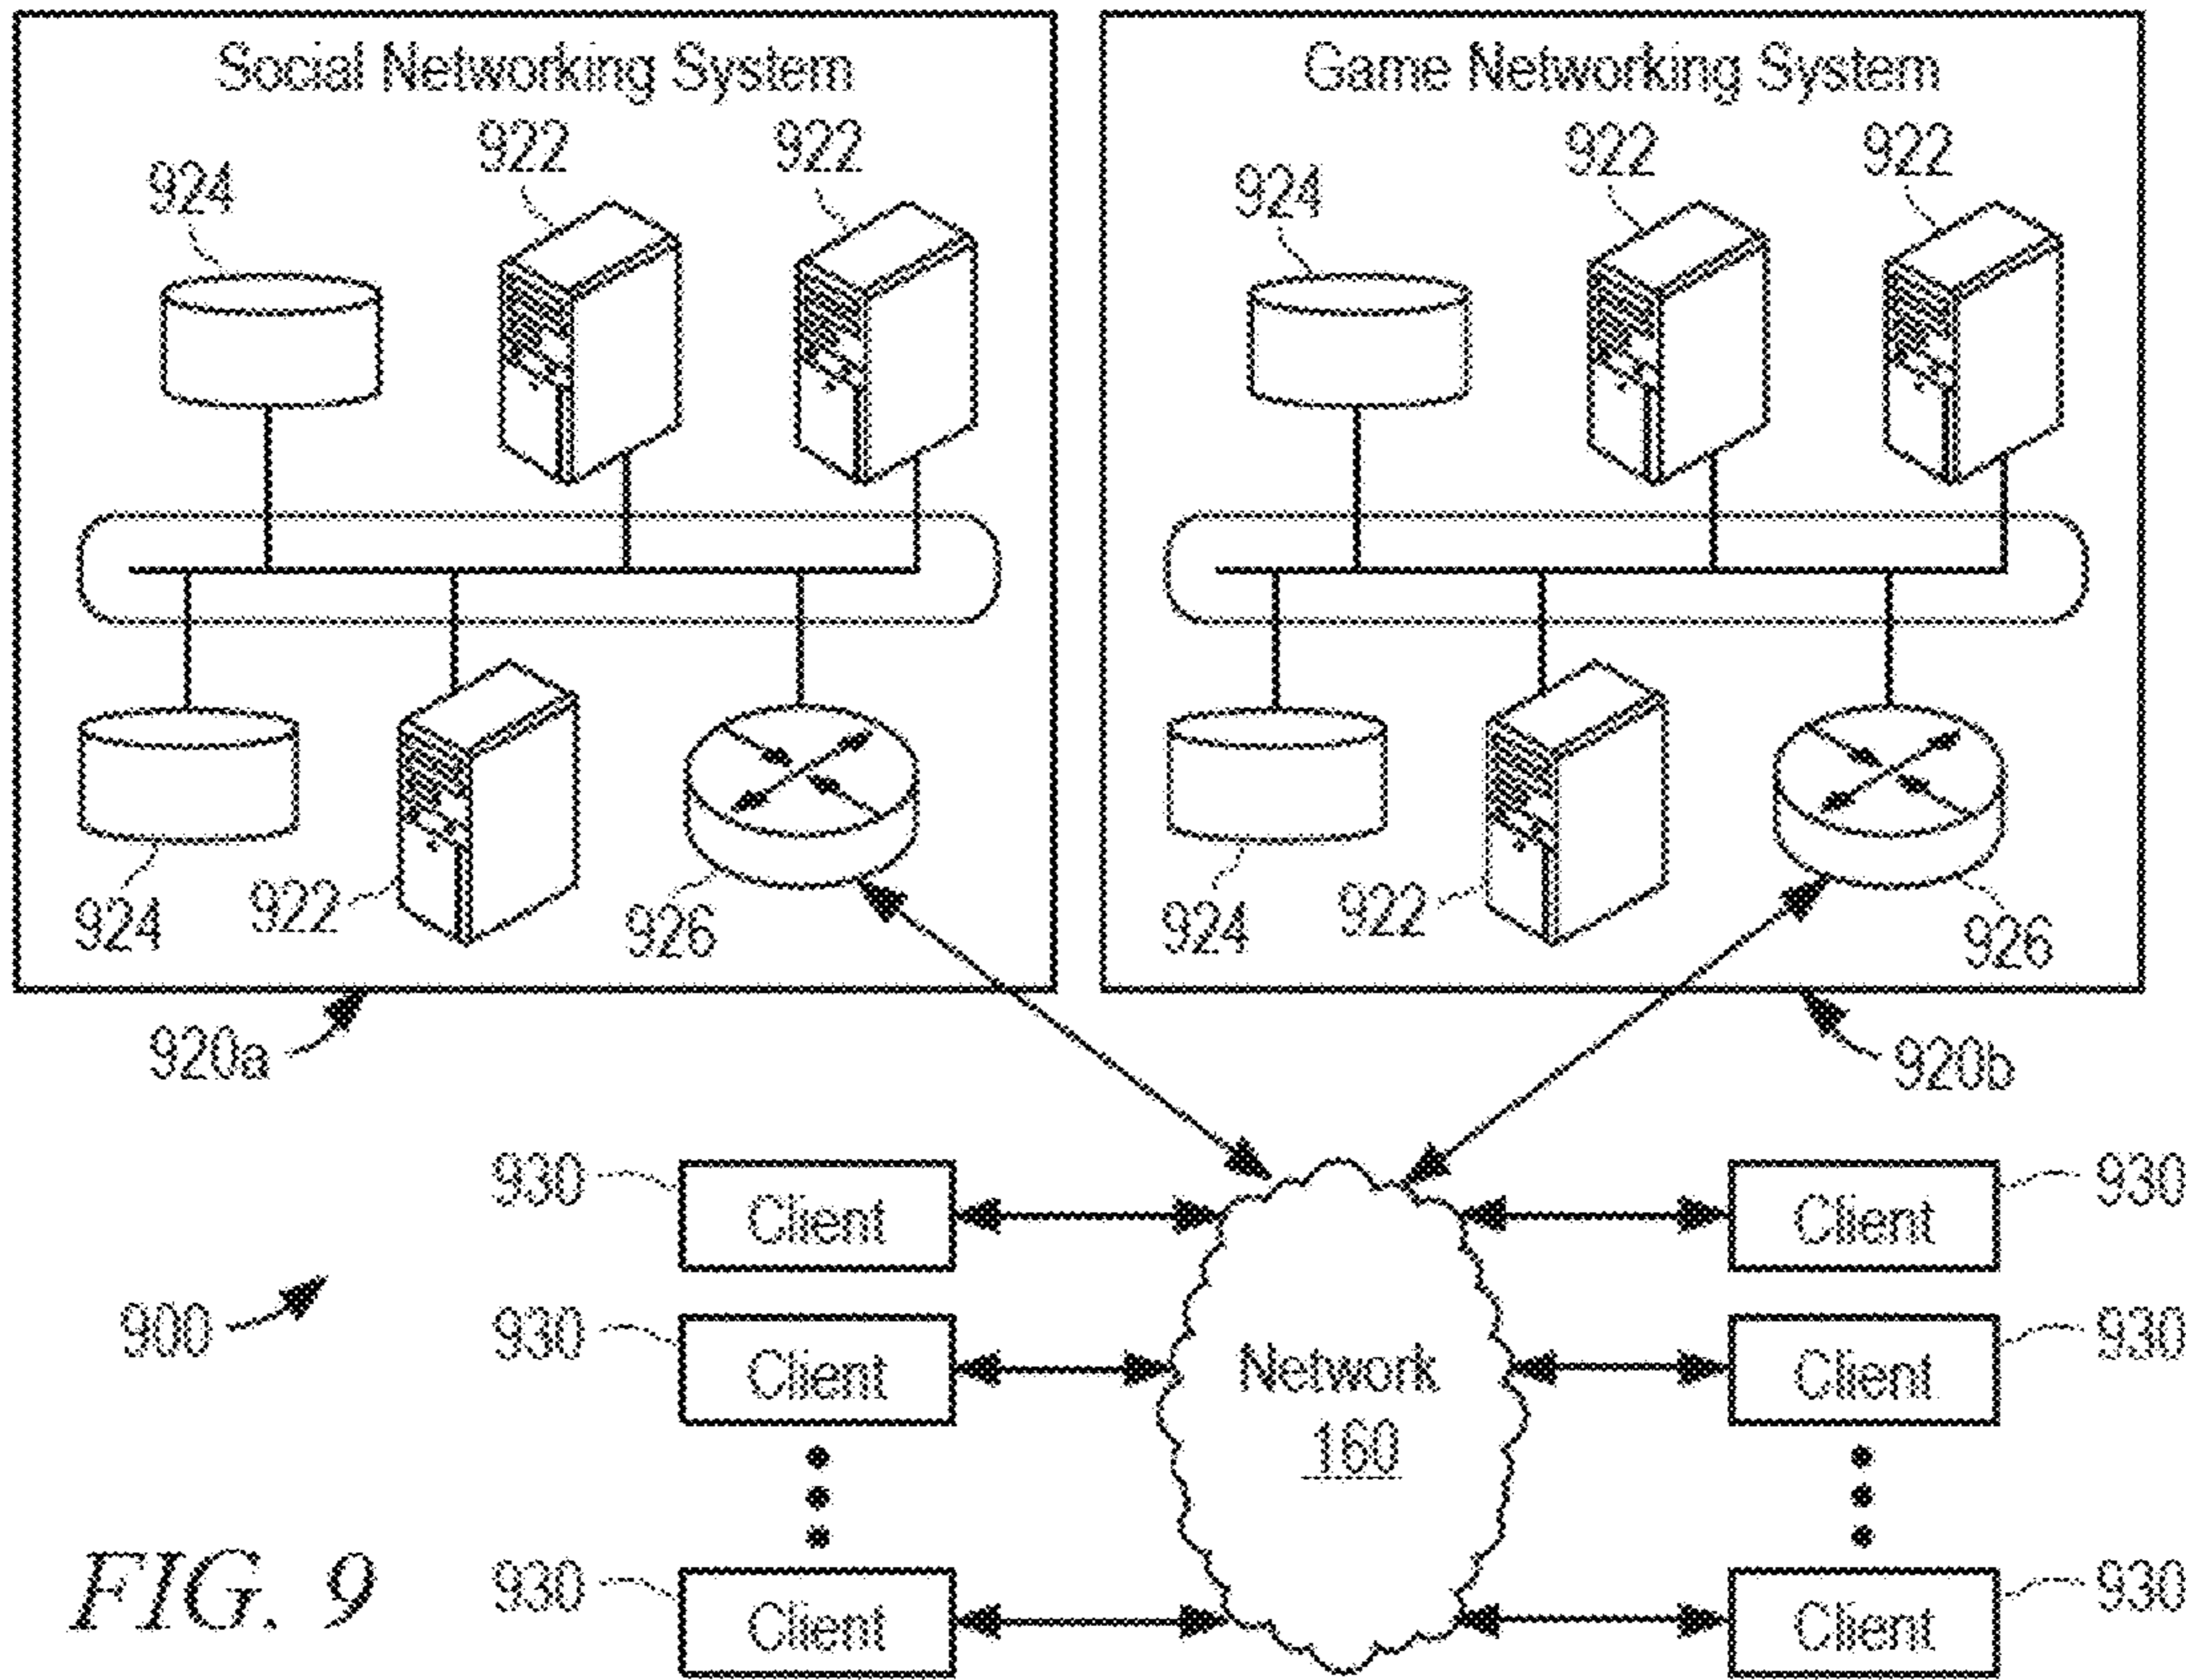 Social Networking System
Game Networking System
922
922
924
922
922
924
924
922
926
924
922
926
920a
920b
930
Client
Client
930
900
930
Client
Network
160
Client
930
FIG. 9
930
Client
Client
930